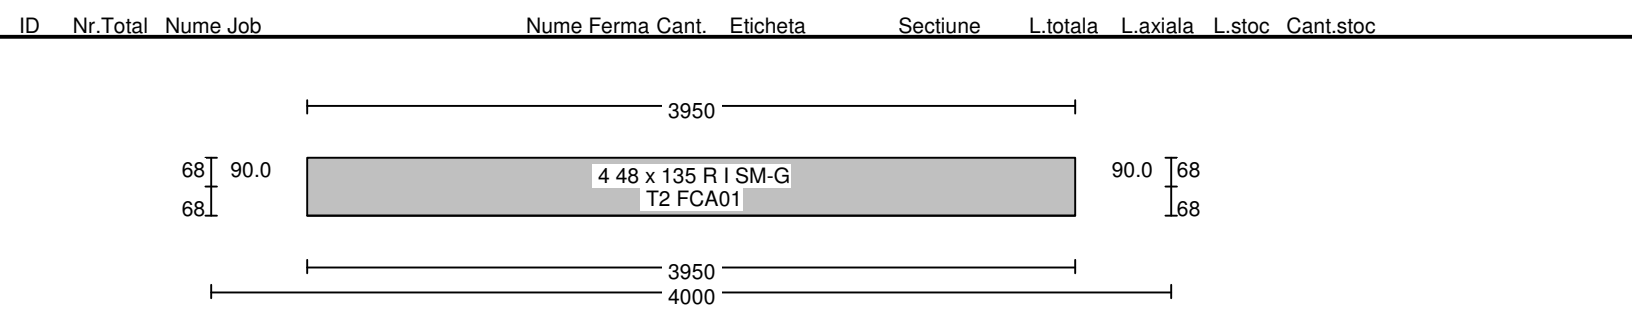 ID Nr.Total Nume Job Nume Ferma Cant. Eticheta Sectiune L.totala L.axiala L.stoc Cant.stoc
3950
68 90.0 4 48 x 135 R I SM-G 90.0 68
68 T2 FCA01 68
3950
4000